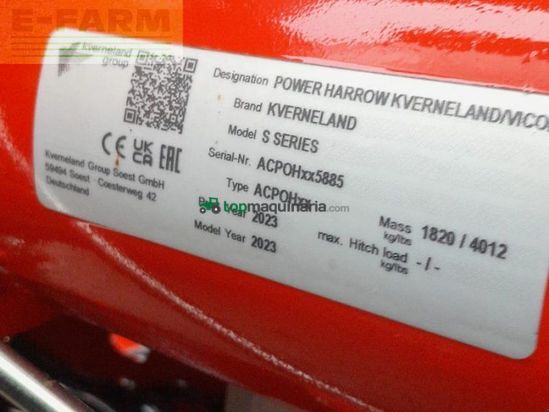 E-FARM
kverneland
group
Designation POWER HARROW KVERNELAND/VICO
Brand KVERNELAND
Model S SERIES
Serial-Nr. ACPOHxx5885
Type ACPOHxx
Year 2023
Model Year 2023
Mass kg/lbs 1820 / 4012
max. Hitch load kg/lbs - / -
CE UK CA EAC
Kverneland Group Soest GmbH
59494 Soest - Coesterweg 42
Deutschland
topmaquinaria.com